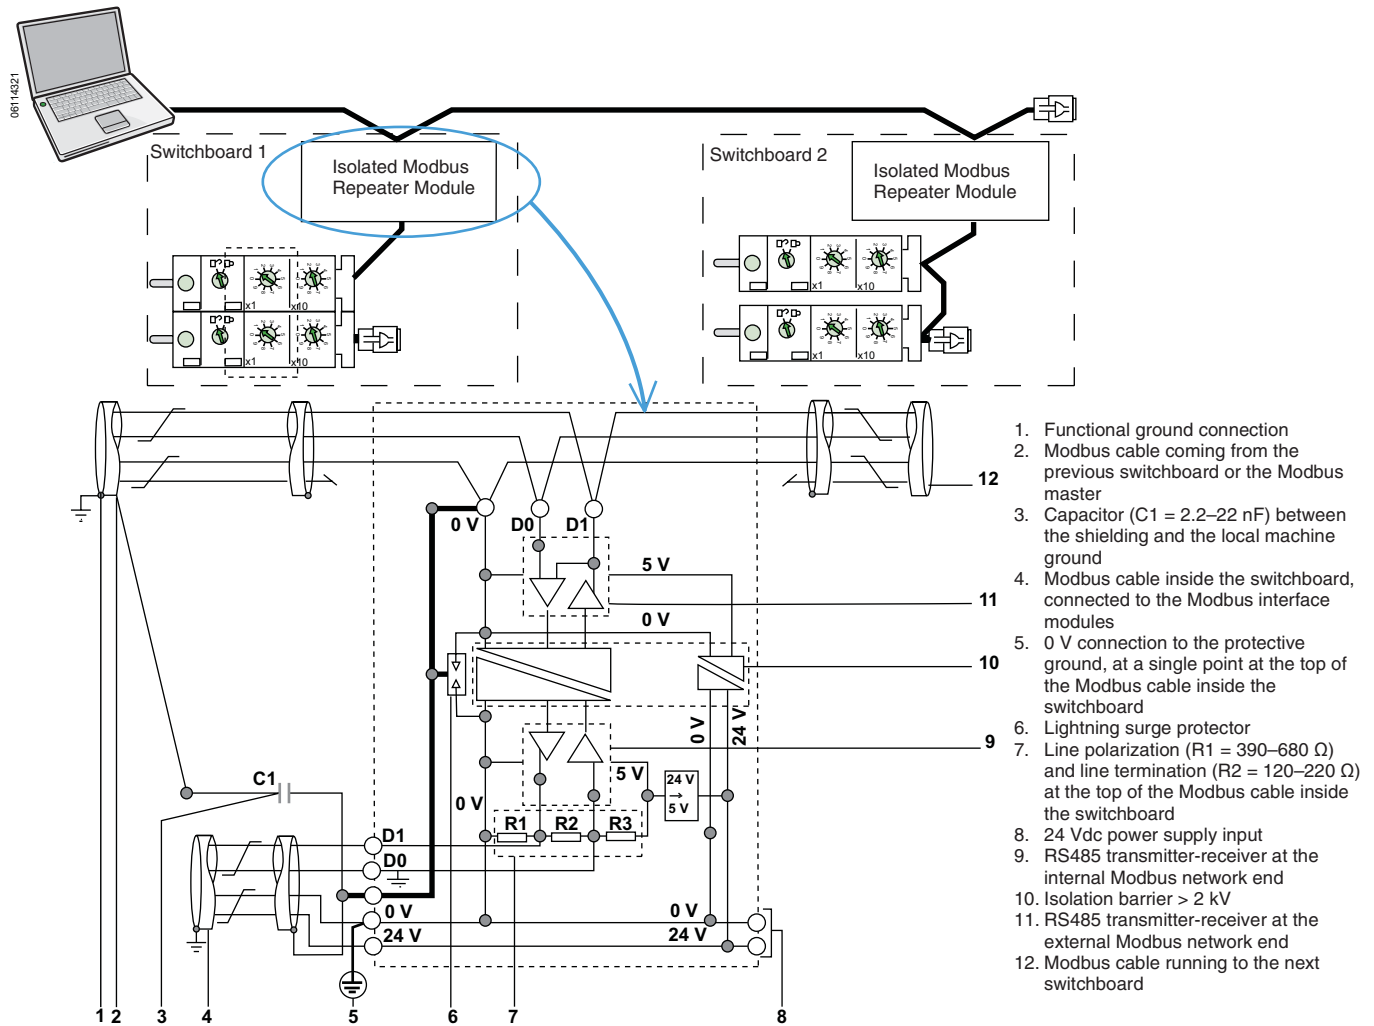 06114321
Switchboard 1
Isolated Modbus
Repeater Module
Switchboard 2
Isolated Modbus
Repeater Module
x1
x10
x1
x10
x1
x10
x1
x10
0 V
D0
D1
5 V
0 V
0 V
24 V
5 V
24 V
5 V
0 V
R1
R2
R3
C1
D1
D0
0 V
24 V
0 V
24 V
12
11
10
9
1
2
3
4
5
6
7
8
1. Functional ground connection
2. Modbus cable coming from the
previous switchboard or the Modbus
master
3. Capacitor (C1 = 2.2–22 nF) between
the shielding and the local machine
ground
4. Modbus cable inside the switchboard,
connected to the Modbus interface
modules
5. 0 V connection to the protective
ground, at a single point at the top of
the Modbus cable inside the
switchboard
6. Lightning surge protector
7. Line polarization (R1 = 390–680 Ω)
and line termination (R2 = 120–220 Ω)
at the top of the Modbus cable inside
the switchboard
8. 24 Vdc power supply input
9. RS485 transmitter-receiver at the
internal Modbus network end
10. Isolation barrier > 2 kV
11. RS485 transmitter-receiver at the
external Modbus network end
12. Modbus cable running to the next
switchboard